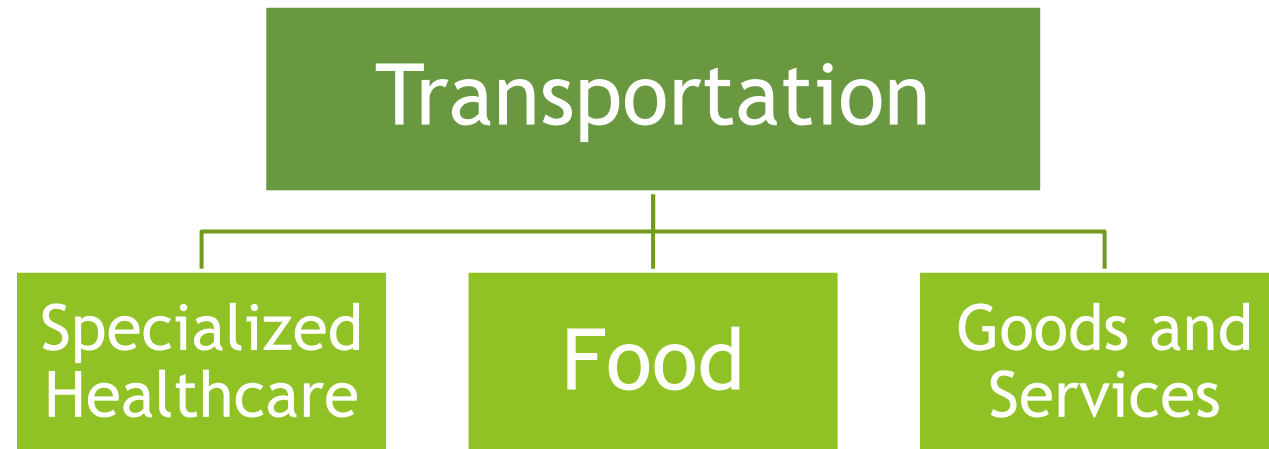 Transportation
Specialized
Healthcare
Food
Goods and
Services